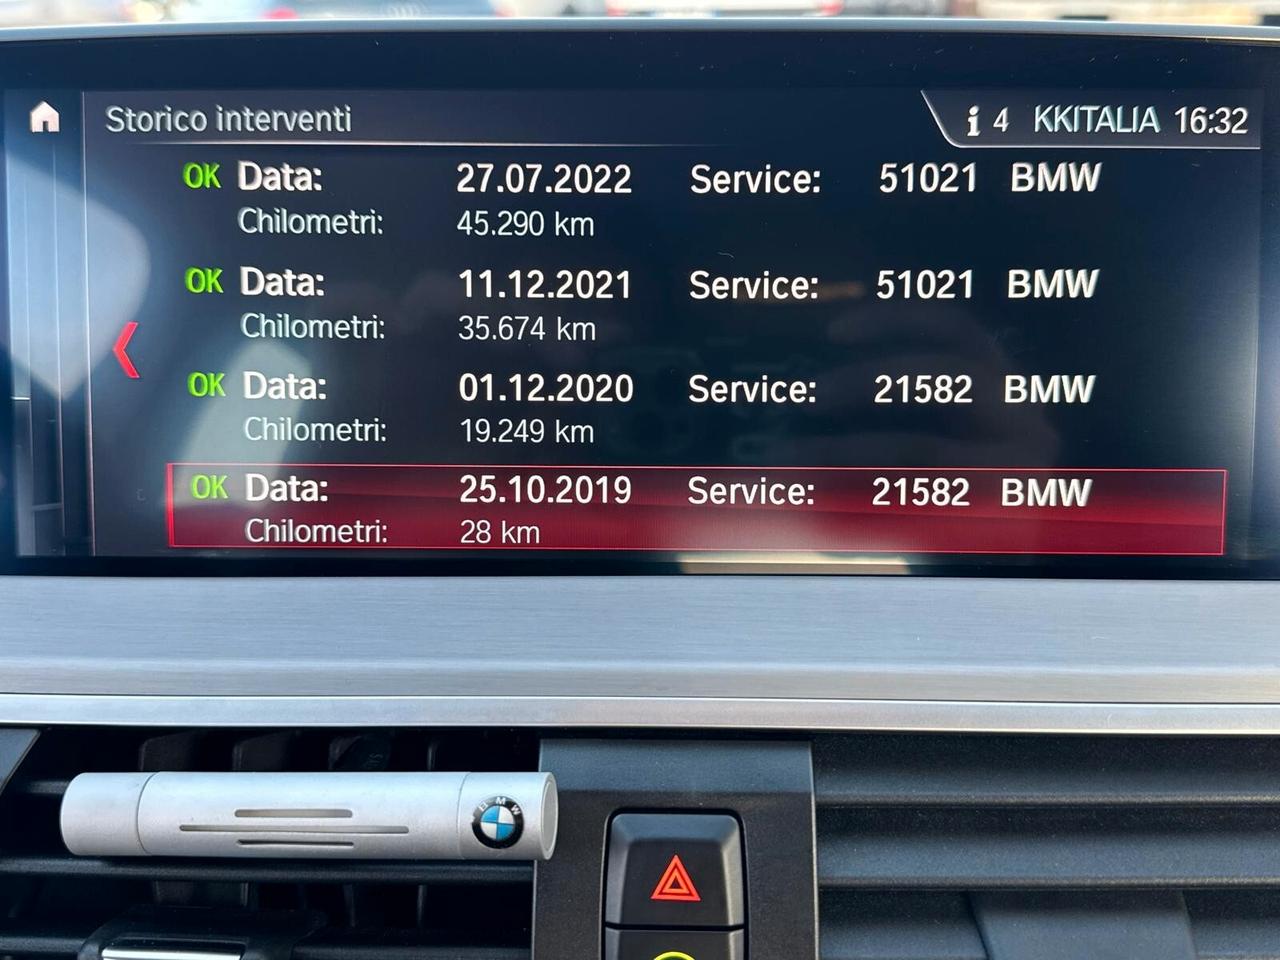 Storico interventi
i 4 KKITALIA 16:32
OK Data: 27.07.2022 Service: 51021 BMW
Chilometri: 45.290 km
OK Data: 11.12.2021 Service: 51021 BMW
Chilometri: 35.674 km
OK Data: 01.12.2020 Service: 21582 BMW
Chilometri: 19.249 km
OK Data: 25.10.2019 Service: 21582 BMW
Chilometri: 28 km
BMW